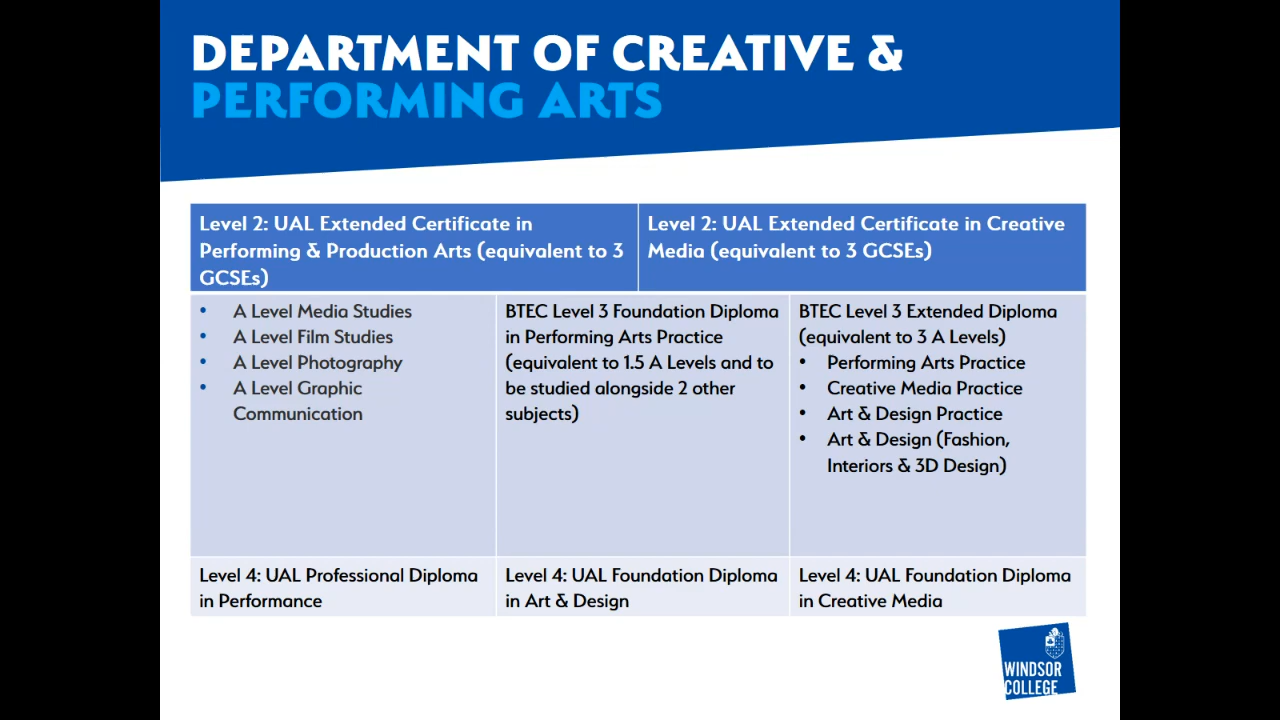 DEPARTMENT OF CREATIVE &
PERFORMING ARTS
Level 2: UAL Extended Certificate in
Performing & Production Arts (equivalent to 3
GCSEs)
Level 2: UAL Extended Certificate in Creative
Media (equivalent to 3 GCSEs)
• A Level Media Studies
• A Level Film Studies
• A Level Photography
• A Level Graphic
Communication
BTEC Level 3 Foundation Diploma
in Performing Arts Practice
(equivalent to 1.5 A Levels and to
be studied alongside 2 other
subjects)
BTEC Level 3 Extended Diploma
(equivalent to 3 A Levels)
• Performing Arts Practice
• Creative Media Practice
• Art & Design Practice
• Art & Design (Fashion,
Interiors & 3D Design)
Level 4: UAL Professional Diploma
in Performance
Level 4: UAL Foundation Diploma
in Art & Design
Level 4: UAL Foundation Diploma
in Creative Media
WINDSOR
COLLEGE